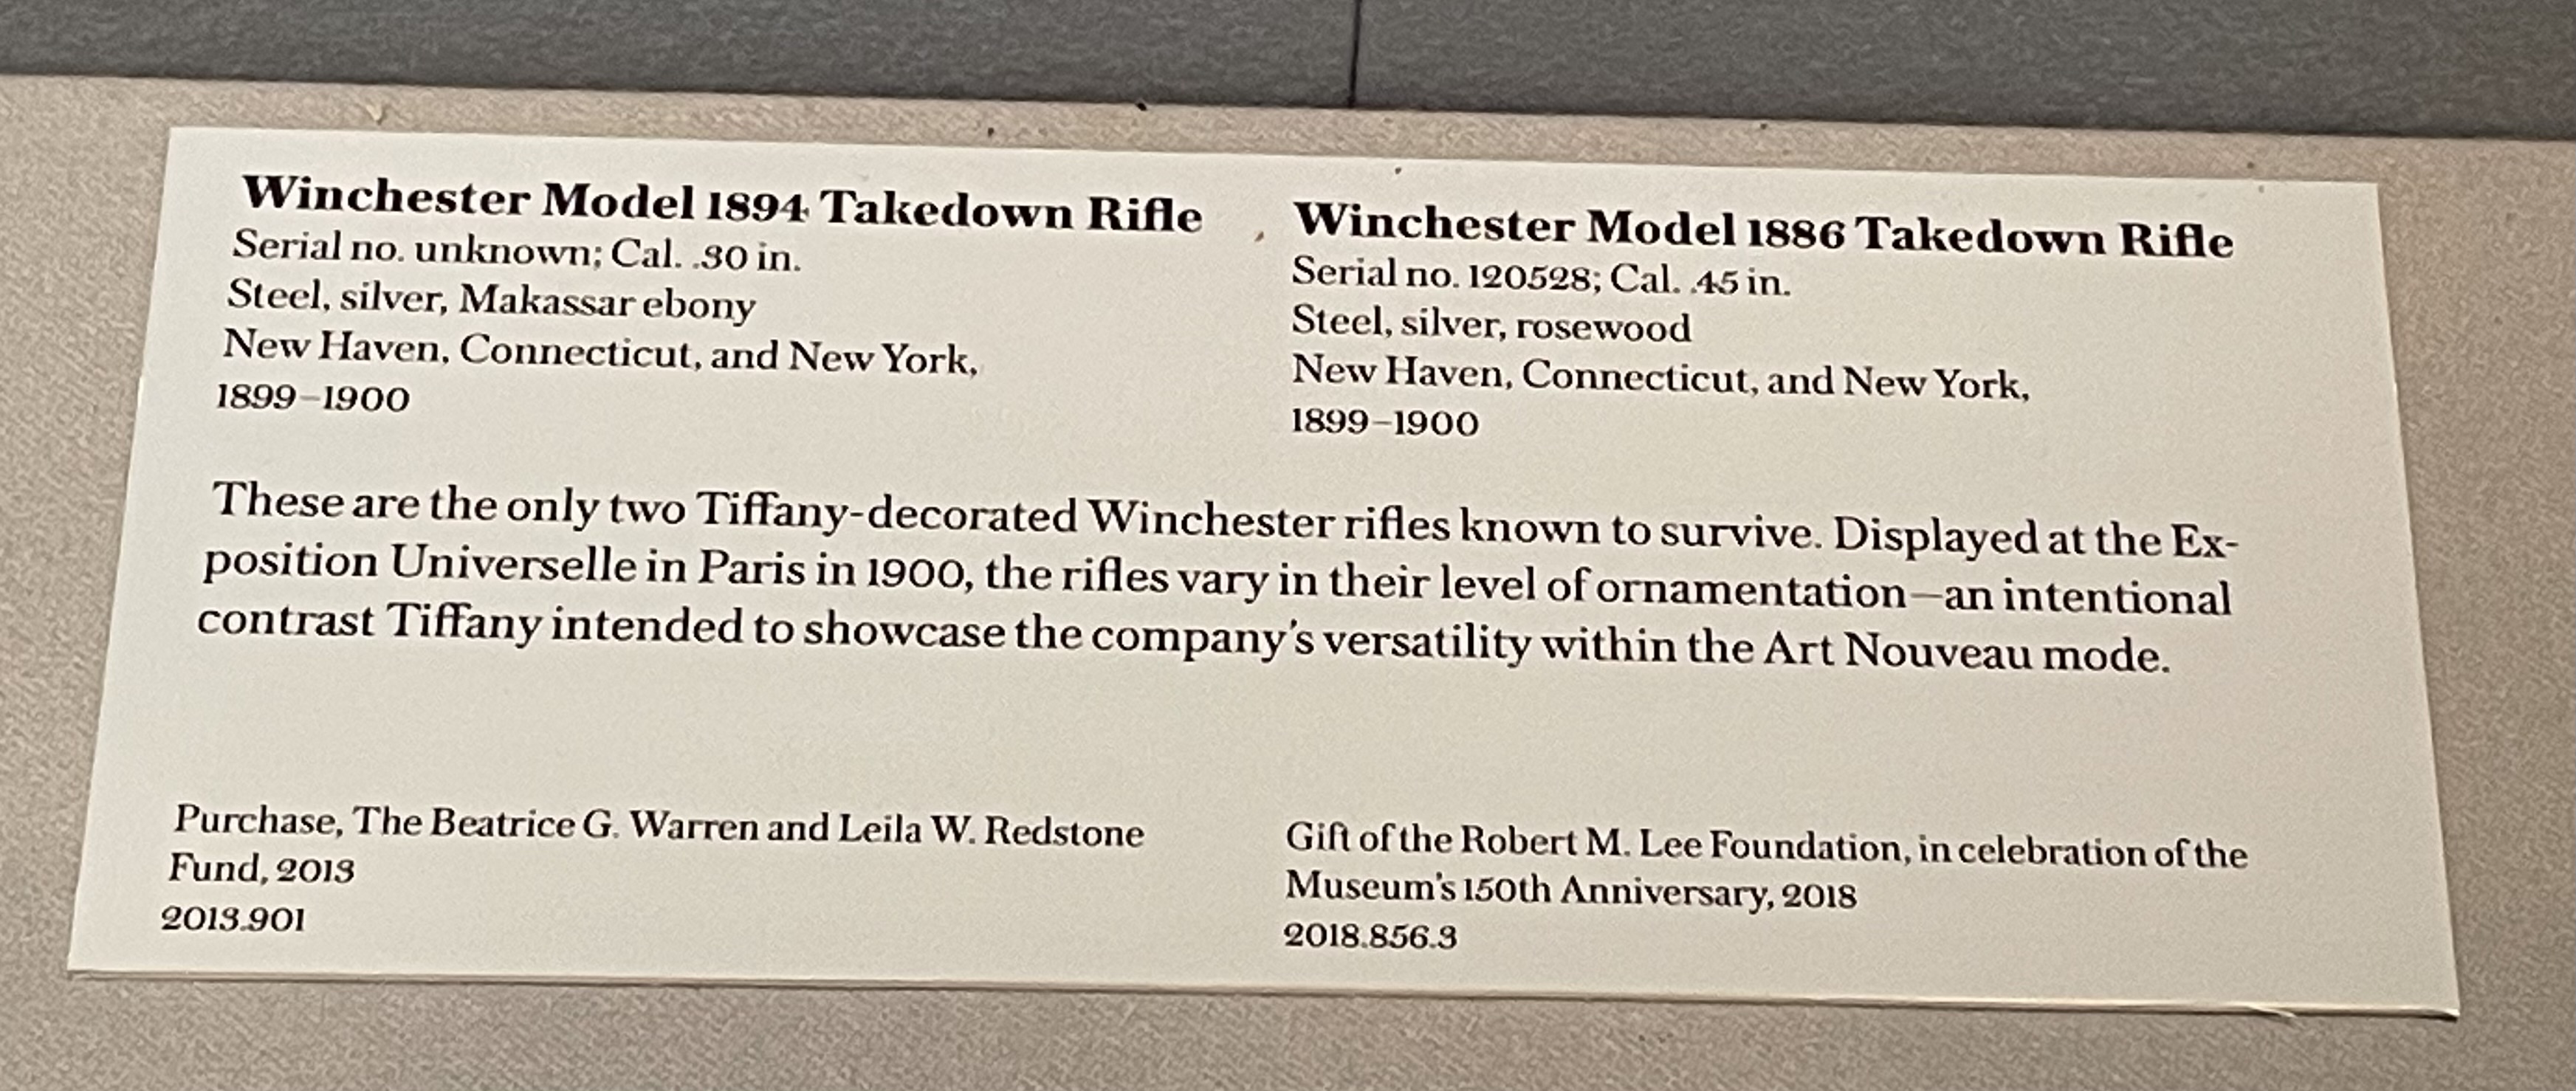 Winchester Model 1894 Takedown Rifle
Serial no. unknown; Cal. .30 in.
Steel, silver, Makassar ebony
New Haven, Connecticut, and New York,
1899–1900
Winchester Model 1886 Takedown Rifle
Serial no. 120528; Cal. .45 in.
Steel, silver, rosewood
New Haven, Connecticut, and New York,
1899–1900
These are the only two Tiffany-decorated Winchester rifles known to survive. Displayed at the Ex-
position Universelle in Paris in 1900, the rifles vary in their level of ornamentation—an intentional
contrast Tiffany intended to showcase the company's versatility within the Art Nouveau mode.
Purchase, The Beatrice G. Warren and Leila W. Redstone
Fund, 2013
2013.901
Gift of the Robert M. Lee Foundation, in celebration of the
Museum's 150th Anniversary, 2018
2018.856.3